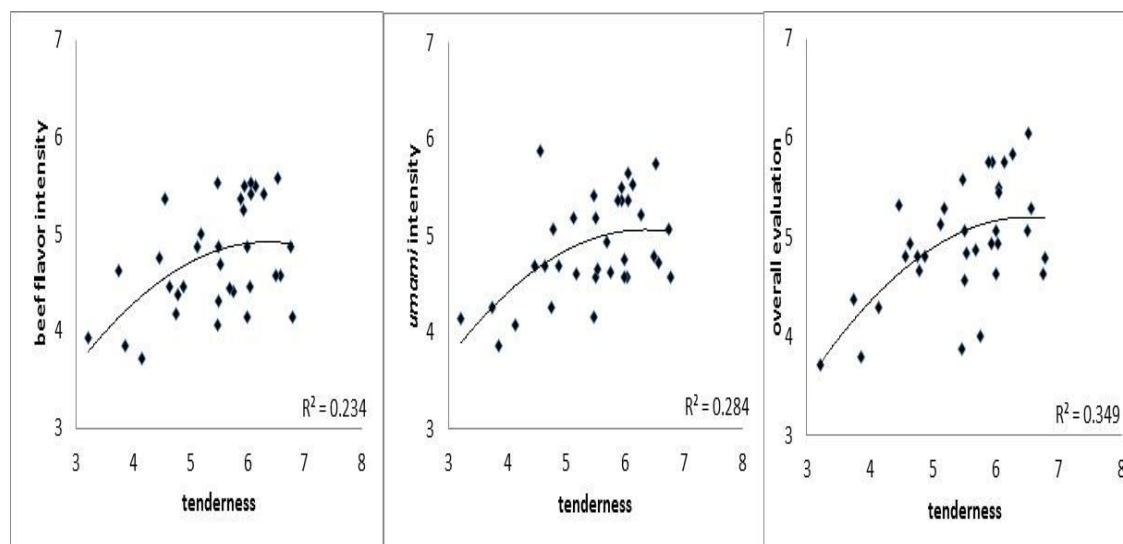 7
6
5
4
3
beef flavor intensity
3 4 5 6 7 8
tenderness
R² = 0.234
7
6
5
4
3
umami intensity
3 4 5 6 7 8
tenderness
R² = 0.284
7
6
5
4
3
overall evaluation
3 4 5 6 7 8
tenderness
R² = 0.349